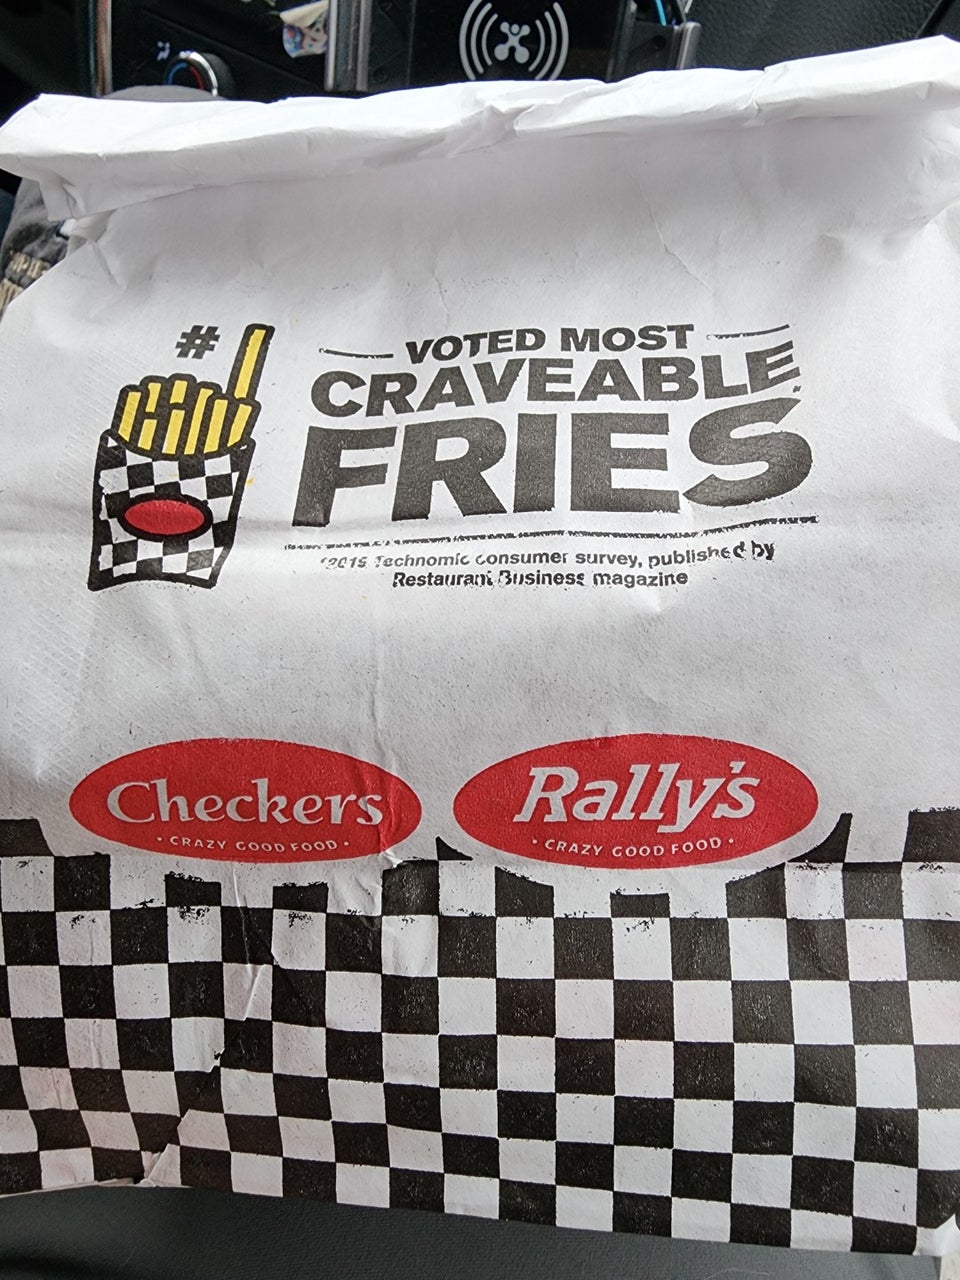 #
VOTED MOST
CRAVEABLE
FRIES
*2015 Technomic consumer survey, published by
Restaurant Business magazine
Checkers
• CRAZY GOOD FOOD •
Rally's
• CRAZY GOOD FOOD •